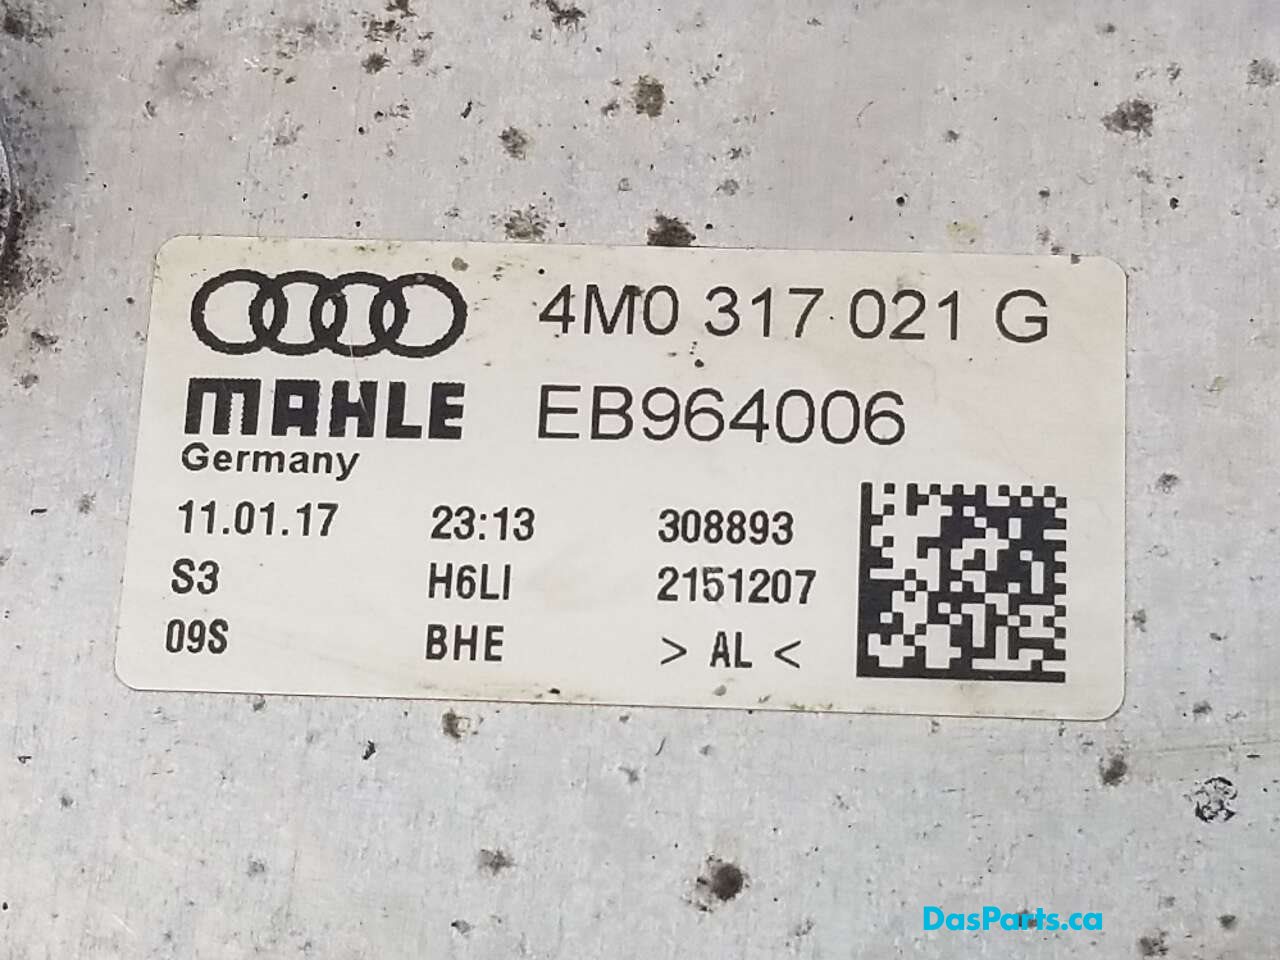 4M0 317 021 G
MAHLE EB964006
Germany
11.01.17 23:13 308893
S3 H6LI 2151207
09S BHE > AL <
DasParts.ca